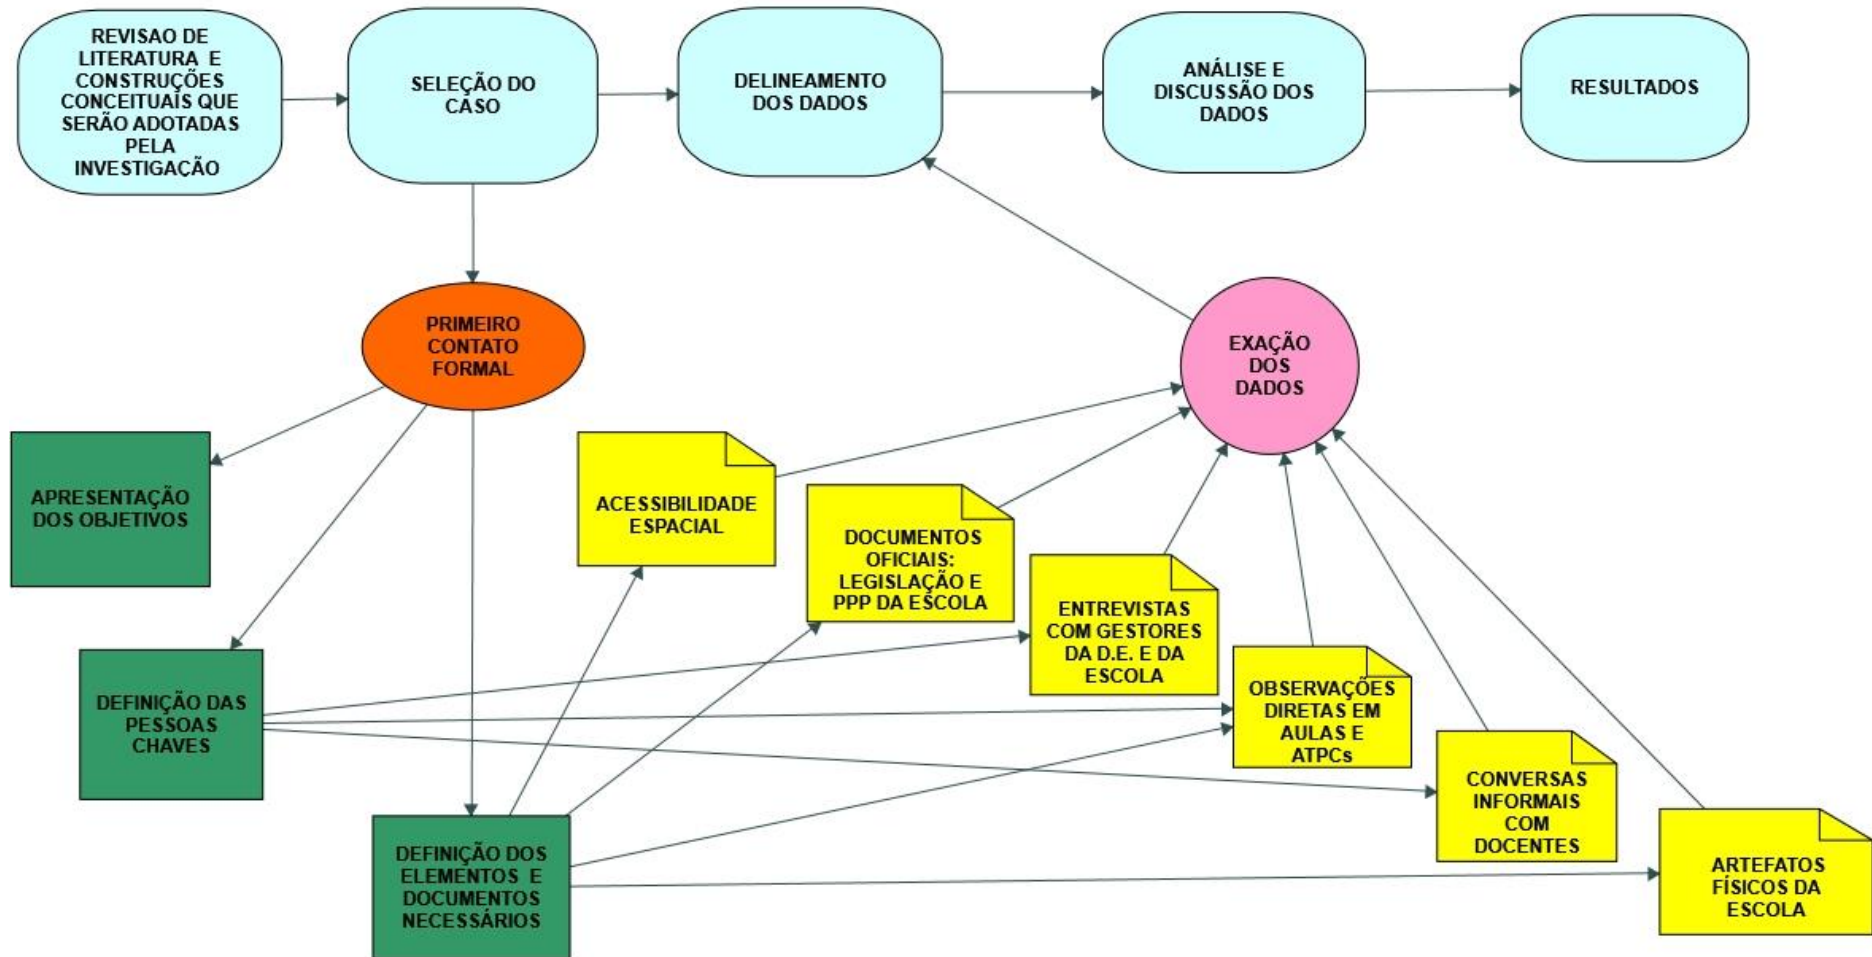 REVISAO DE
LITERATURA E
CONSTRUÇÕES
CONCEITUAIS QUE
SERÃO ADOTADAS
PELA
INVESTIGAÇÃO
SELEÇÃO DO
CASO
DELINEAMENTO
DOS DADOS
ANÁLISE E
DISCUSSÃO DOS
DADOS
RESULTADOS
PRIMEIRO
CONTATO
FORMAL
EXAÇÃO
DOS
DADOS
APRESENTAÇÃO
DOS OBJETIVOS
ACESSIBILIDADE
ESPACIAL
DOCUMENTOS
OFICIAIS:
LEGISLAÇÃO E
PPP DA ESCOLA
ENTREVISTAS
COM GESTORES
DA D.E. E DA
ESCOLA
DEFINIÇÃO DAS
PESSOAS
CHAVES
OBSERVAÇÕES
DIRETAS EM
AULAS E
ATPCs
CONVERSAS
INFORMAIS
COM
DOCENTES
DEFINIÇÃO DOS
ELEMENTOS E
DOCUMENTOS
NECESSÁRIOS
ARTEFATOS
FÍSICOS DA
ESCOLA